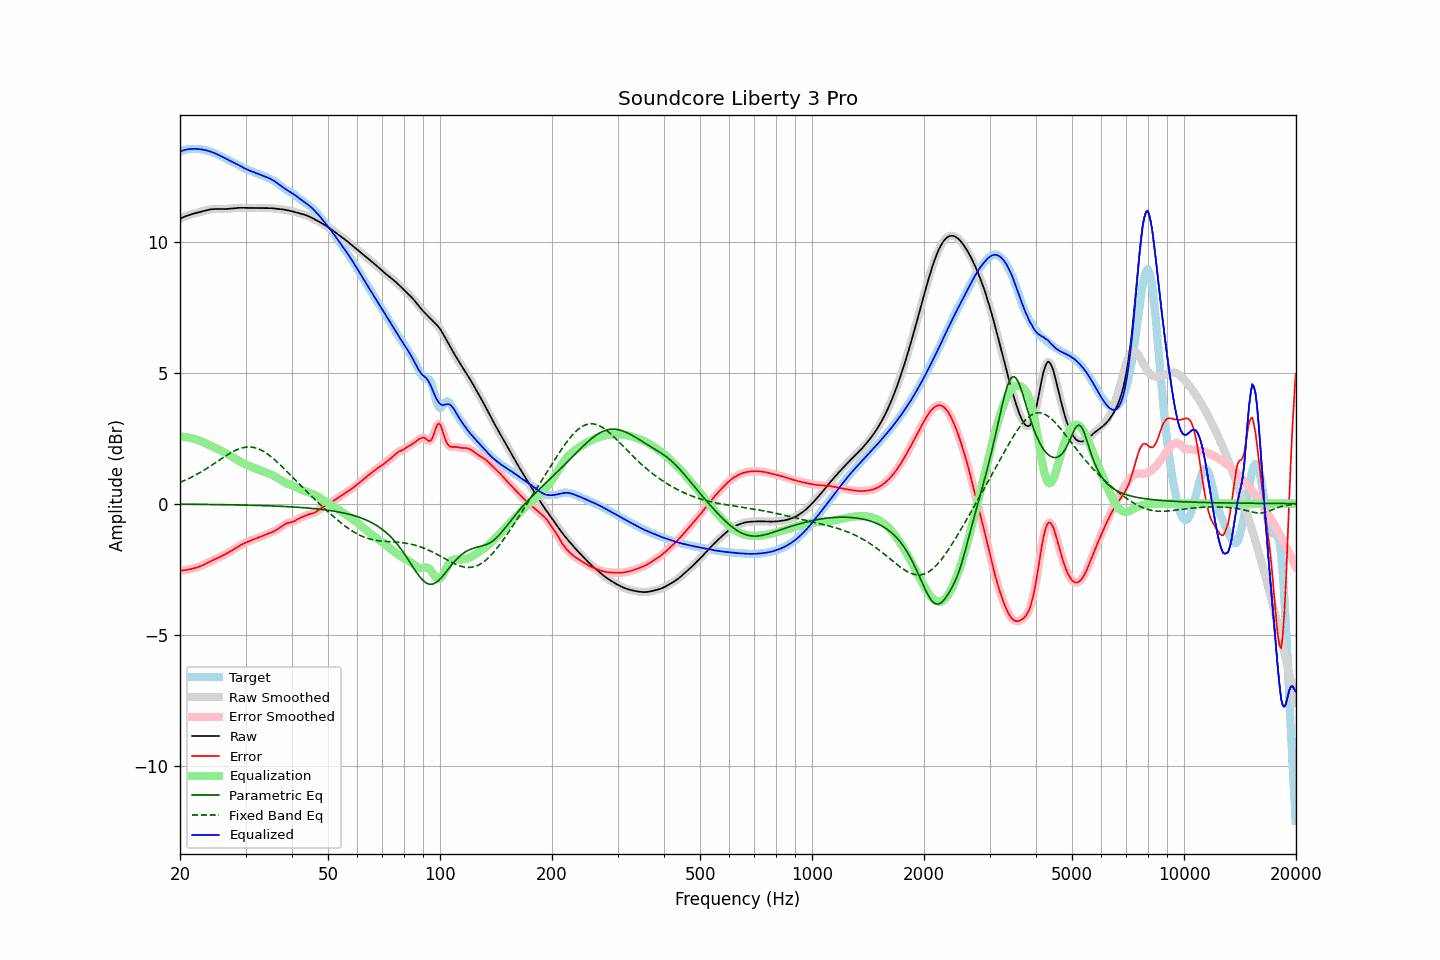 Soundcore Liberty 3 Pro
Amplitude (dBr)
10
5
0
−5
−10
Target
Raw Smoothed
Error Smoothed
Raw
Error
Equalization
Parametric Eq
Fixed Band Eq
Equalized
20 50 100 200 500 1000 2000 5000 10000 20000
Frequency (Hz)